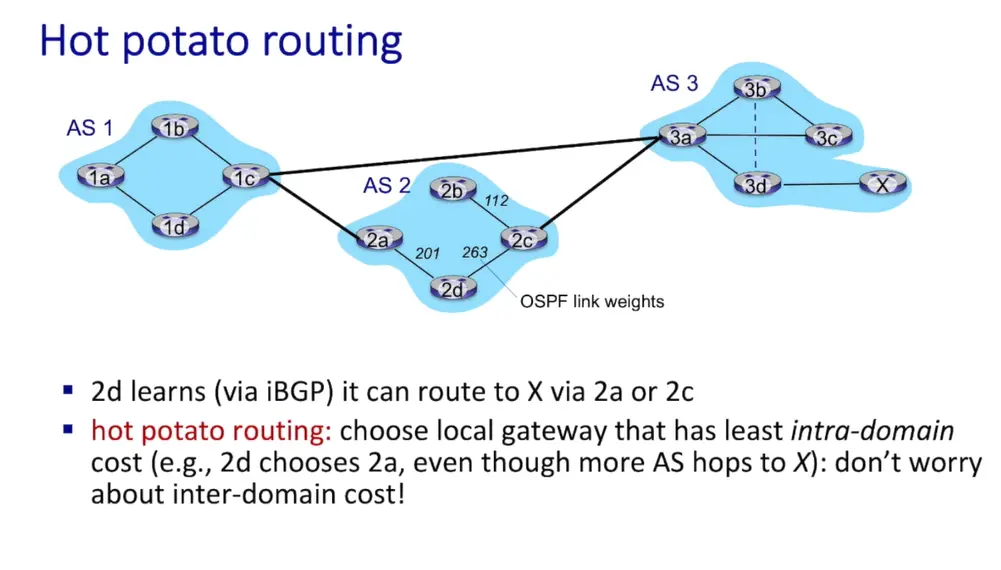 Hot potato routing
AS 3
3b
AS 1
1b
3a
3c
1a
1c
AS 2
2b
3d
X
112
1d
2a
2c
201
263
2d
OSPF link weights
▪ 2d learns (via iBGP) it can route to X via 2a or 2c
▪ hot potato routing: choose local gateway that has least intra-domain
cost (e.g., 2d chooses 2a, even though more AS hops to X): don’t worry
about inter-domain cost!